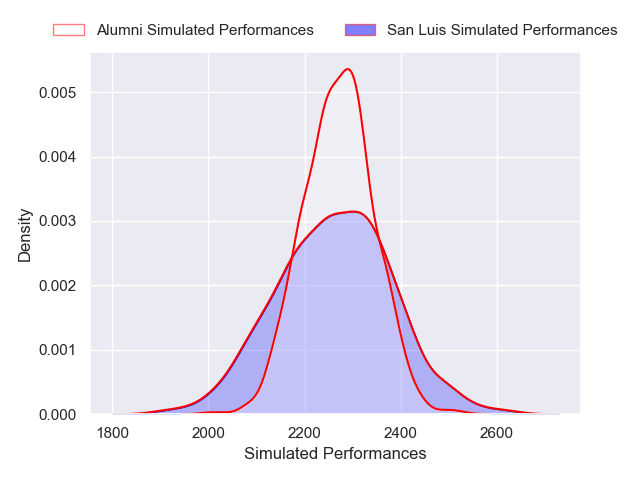 Alumni Simulated Performances San Luis Simulated Performances
0.005
0.004
0.003
0.002
0.001
0.000
Density
1800 2000 2200 2400 2600
Simulated Performances